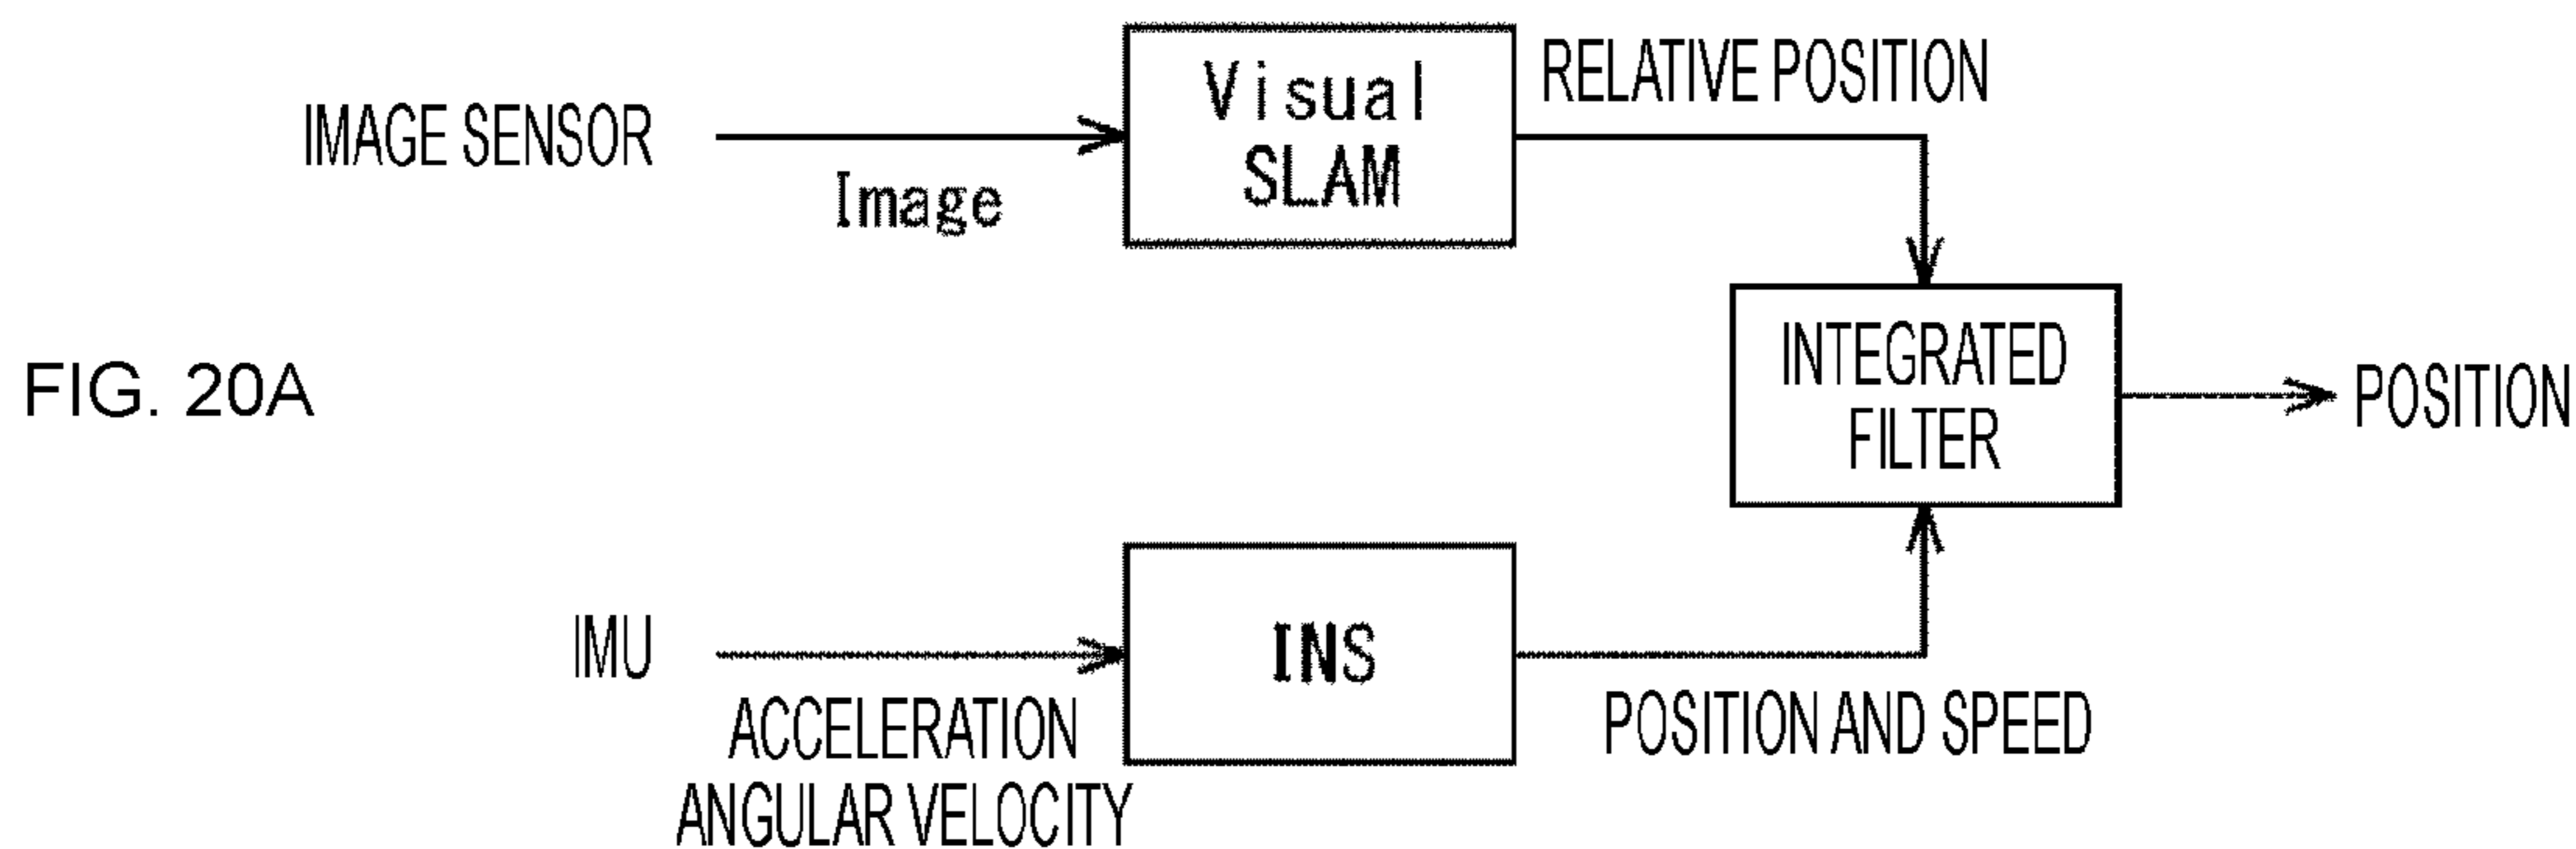 IMAGE SENSOR
Image
Visual
SLAM
RELATIVE POSITION
FIG. 20A
INTEGRATED
FILTER
POSITION
IMU
ACCELERATION
ANGULAR VELOCITY
INS
POSITION AND SPEED